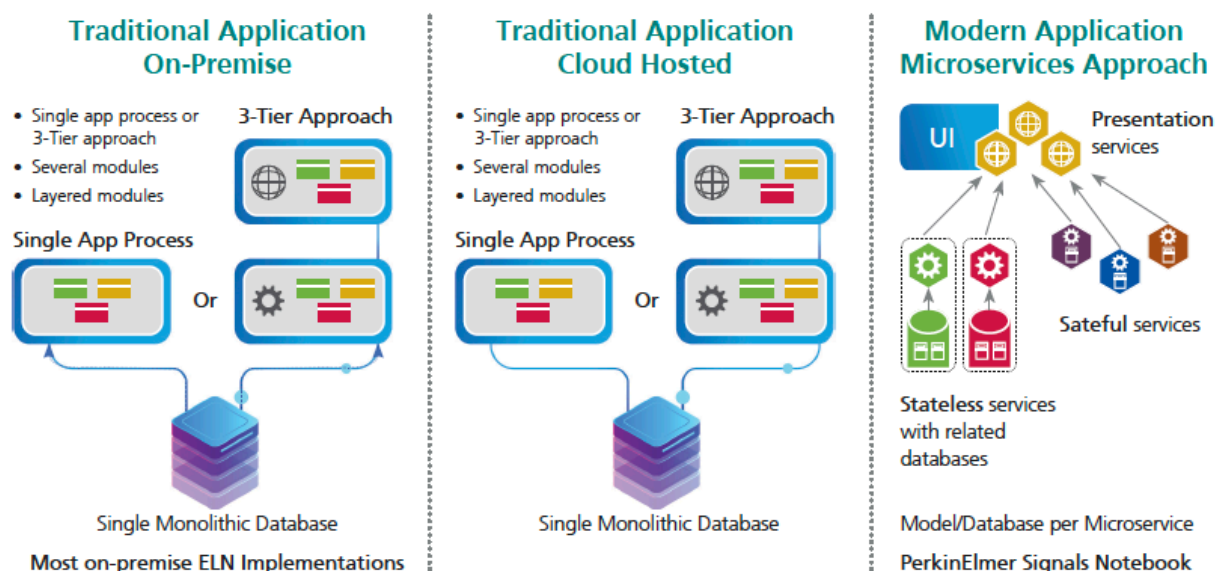 Traditional Application
On-Premise
• Single app process or
3-Tier approach
• Several modules
• Layered modules
3-Tier Approach
Single App Process
Or
Single Monolithic Database
Most on-premise ELN Implementations
Traditional Application
Cloud Hosted
• Single app process or
3-Tier approach
• Several modules
• Layered modules
3-Tier Approach
Single App Process
Or
Single Monolithic Database
Modern Application
Microservices Approach
UI
Presentation
services
Sateful services
Stateless services
with related
databases
Model/Database per Microservice
PerkinElmer Signals Notebook